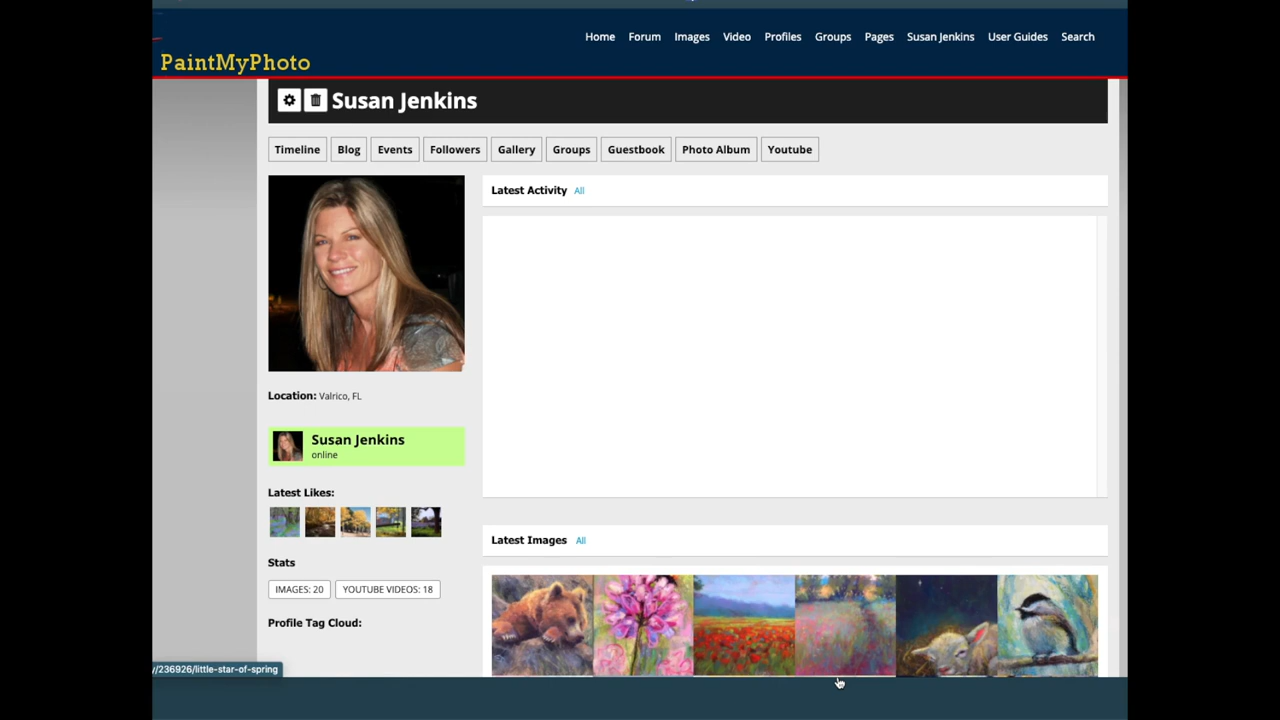 Home Forum Images Video Profiles Groups Pages Susan Jenkins User Guides Search
PaintMyPhoto
Susan Jenkins
Timeline Blog Events Followers Gallery Groups Guestbook Photo Album Youtube
Latest Activity All
Location: Valrico, FL
Susan Jenkins
online
Latest Likes:
Latest Images All
Stats
IMAGES: 20 YOUTUBE VIDEOS: 18
Profile Tag Cloud:
/236926/little-star-of-spring